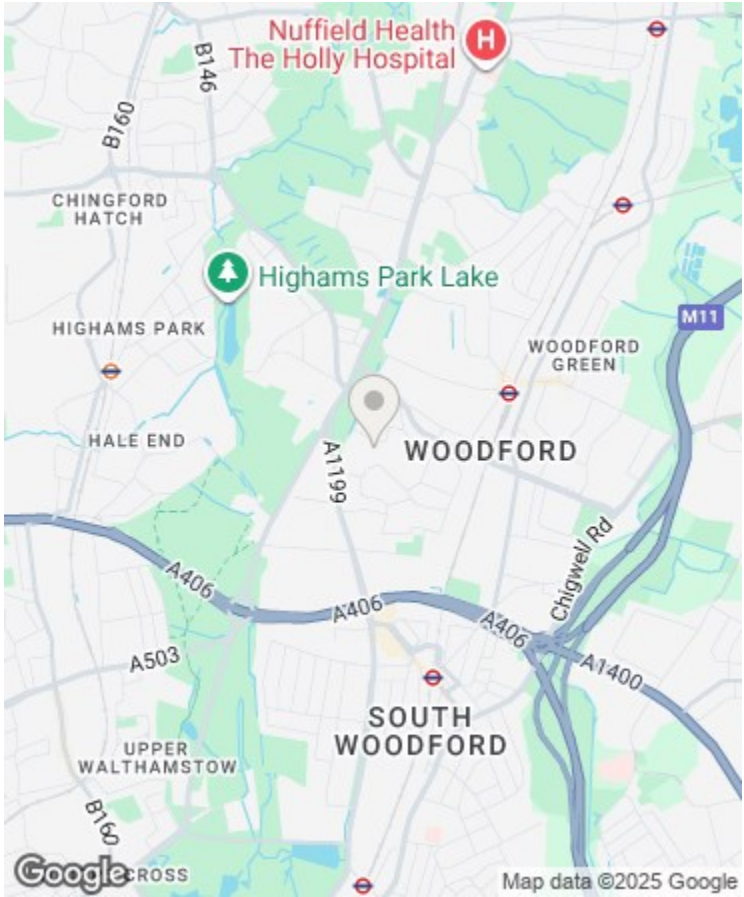 Nuffield Health
The Holly Hospital
H
B146
B160
CHINGFORD
HATCH
Highams Park Lake
M11
HIGHAMS PARK
WOODFORD
GREEN
HALE END
A1199
WOODFORD
Chigwell Rd
A406
A406
A406
A503
A1400
SOUTH
WOODFORD
UPPER
WALTHAMSTOW
B160
CROSS
Google
Map data ©2025 Google